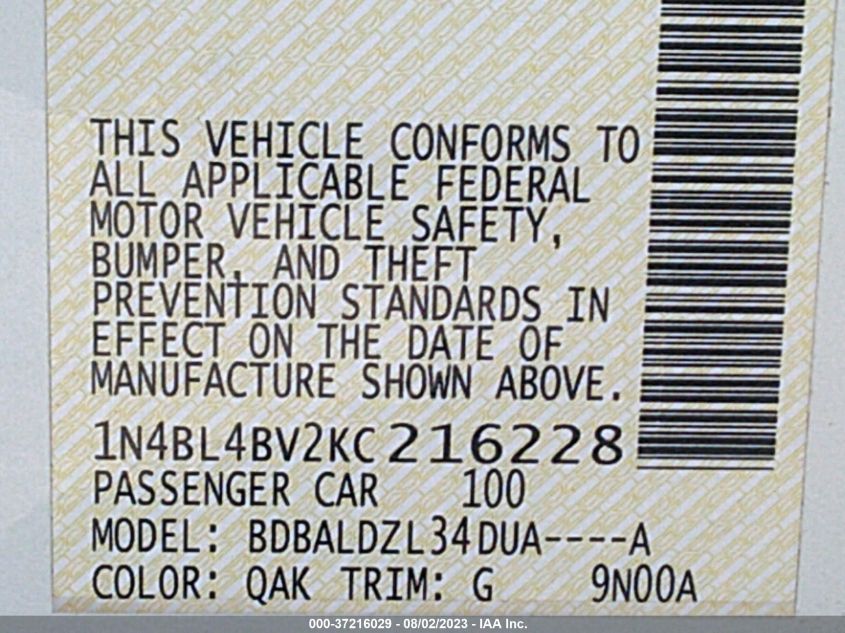 THIS VEHICLE CONFORMS TO
ALL APPLICABLE FEDERAL
MOTOR VEHICLE SAFETY,
BUMPER, AND THEFT
PREVENTION STANDARDS IN
EFFECT ON THE DATE OF
MANUFACTURE SHOWN ABOVE.
1N4BL4BV2KC216228
PASSENGER CAR 100
MODEL: BDBALDZL34DUA----A
COLOR: QAK TRIM: G 9N00A
000-37216029 - 08/02/2023 - IAA Inc.